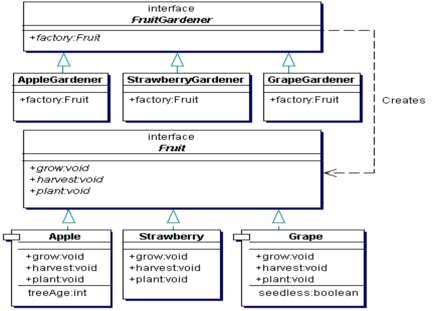 interface
FruitGardener
+factory:Fruit
AppleGardener
+factory:Fruit
StrawberryGardener
+factory:Fruit
GrapeGardener
+factory:Fruit
Creates
interface
Fruit
+grow:void
+harvest:void
+plant:void
Apple
+grow:void
+harvest:void
+plant:void
treeAge:int
Strawberry
+grow:void
+harvest:void
+plant:void
Grape
+grow:void
+harvest:void
+plant:void
seedless:boolean